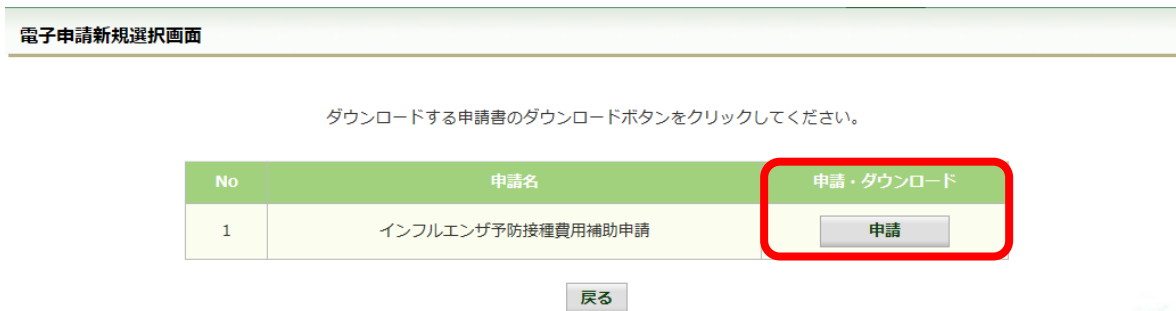 電子申請新規選択画面
ダウンロードする申請書のダウンロードボタンをクリックしてください。
No 申請名 申請・ダウンロード
1 インフルエンザ予防接種費用補助申請 申請
戻る